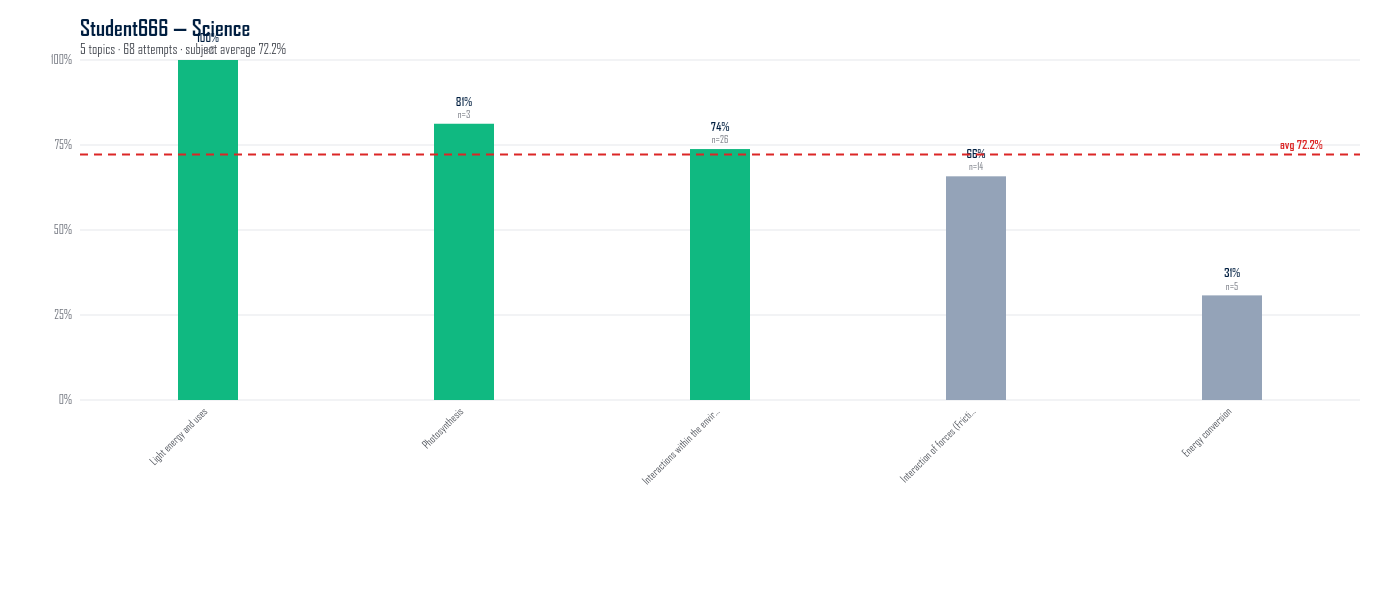 Student666 — Science
100%
5 topics · 68 attempts · subject average 72.2%
100%
81%
n=3
74%
n=26
75%
avg 72.2%
66%
n=14
50%
31%
n=5
25%
0%
Light energy and uses
Photosynthesis
Interactions within the envir...
Interaction of forces (Fricti...
Energy conversion